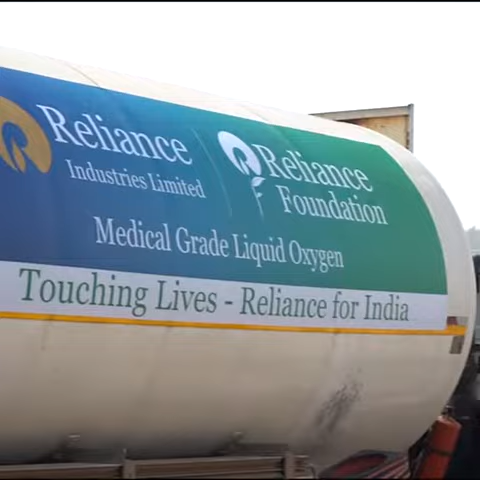 Reliance
Industries Limited
Reliance
Foundation
Medical Grade Liquid Oxygen
Touching Lives - Reliance for India